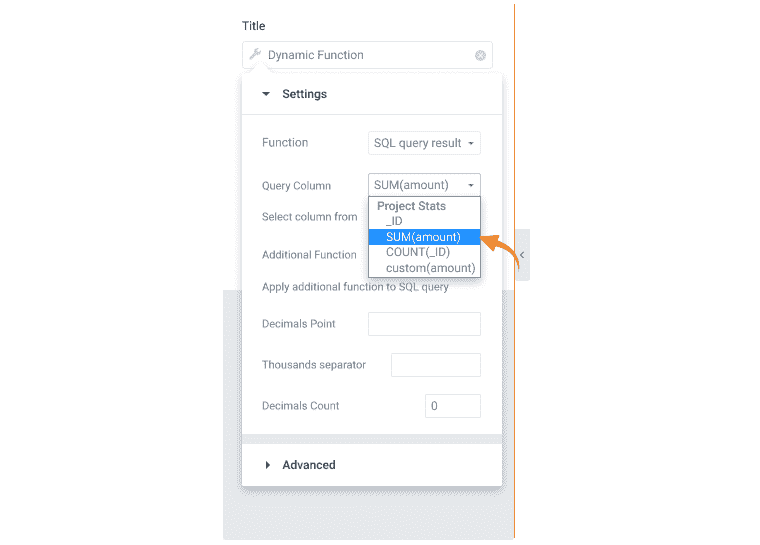 Title
Dynamic Function
Settings
Function
SQL query result
Query Column
SUM(amount)
Project Stats
_ID
SUM(amount)
COUNT(_ID)
custom(amount)
Select column from
Additional Function
Apply additional function to SQL query
Decimals Point
Thousands separator
Decimals Count
0
Advanced